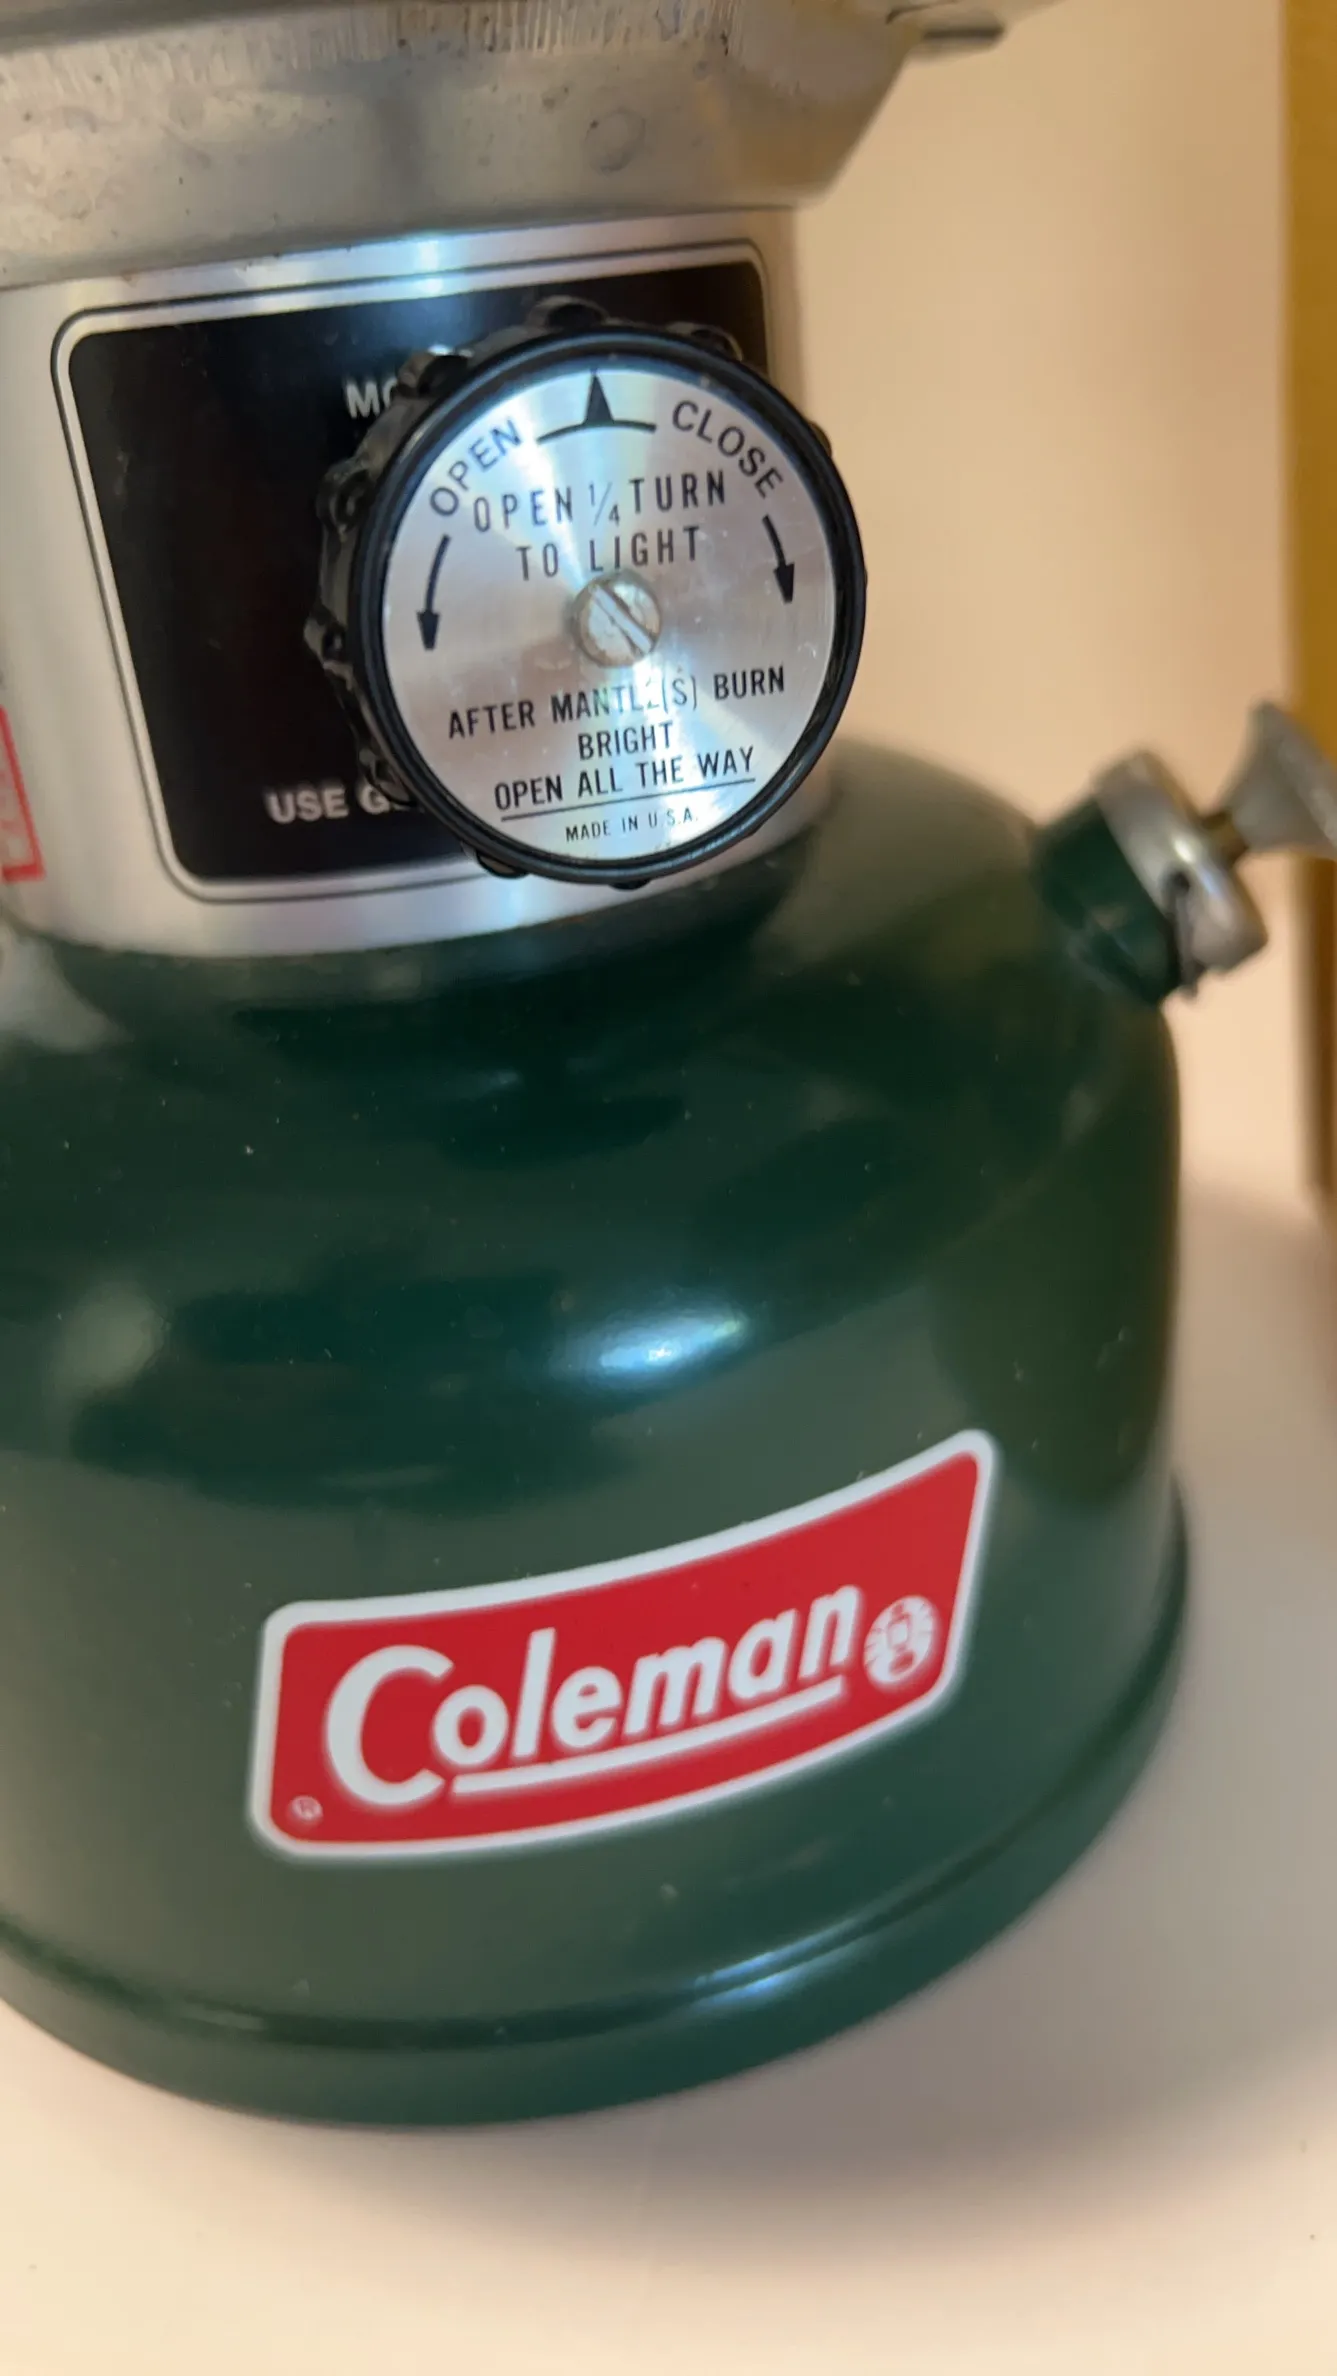 OPEN CLOSE
OPEN 1/4 TURN
TO LIGHT
AFTER MANTLE(S) BURN
BRIGHT
OPEN ALL THE WAY
MADE IN U.S.A.
USE
Coleman
®